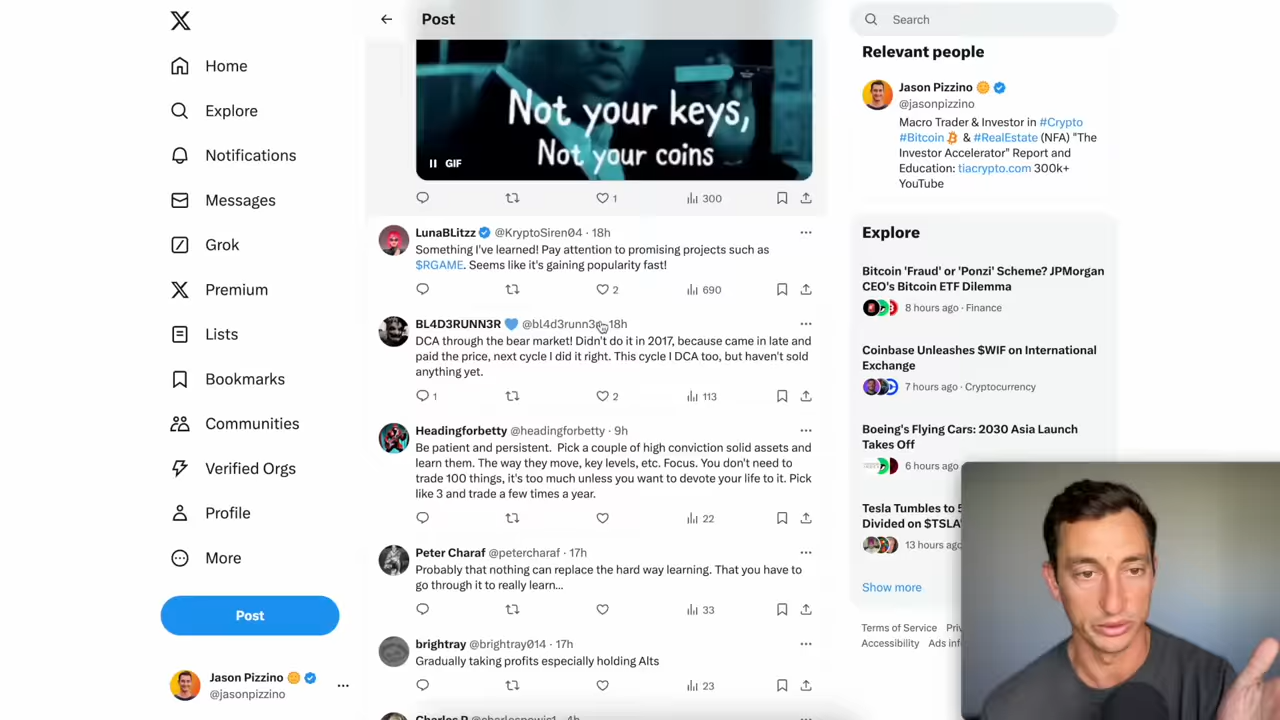 Post
Search
Home
Explore
Notifications
Messages
Grok
Premium
Lists
Bookmarks
Communities
Verified Orgs
Profile
More
Post
Jason Pizzino
@jasonpizzino
Not your keys,
Not your coins
GIF
1
300
LunaBLitzz @KryptoSiren04 · 18h
Something I've learned! Pay attention to promising projects such as
$RGAME. Seems like it's gaining popularity fast!
2
690
BL4D3RUNN3R @bl4d3runn3r · 18h
DCA through the bear market! Didn't do it in 2017, because came in late and
paid the price, next cycle I did it right. This cycle I DCA too, but haven't sold
anything yet.
1
2
113
Headingforbetty @headingforbetty · 9h
Be patient and persistent. Pick a couple of high conviction solid assets and
learn them. The way they move, key levels, etc. Focus. You don't need to
trade 100 things, it's too much unless you want to devote your life to it. Pick
like 3 and trade a few times a year.
22
Peter Charaf @petercharaf · 17h
Probably that nothing can replace the hard way learning. That you have to
go through it to really learn...
33
brightray @brightray014 · 17h
Gradually taking profits especially holding Alts
23
Relevant people
Jason Pizzino
@jasonpizzino
Macro Trader & Investor in #Crypto
#Bitcoin & #RealEstate (NFA) "The
Investor Accelerator" Report and
Education: tiacrypto.com 300k+
YouTube
Explore
Bitcoin 'Fraud' or 'Ponzi' Scheme? JPMorgan
CEO's Bitcoin ETF Dilemma
8 hours ago · Finance
Coinbase Unleashes $WIF on International
Exchange
7 hours ago · Cryptocurrency
Boeing's Flying Cars: 2030 Asia Launch
Takes Off
6 hours ago
Tesla Tumbles to
Divided on
13 hours ago
Show more
Terms of Service
Accessibility Ads